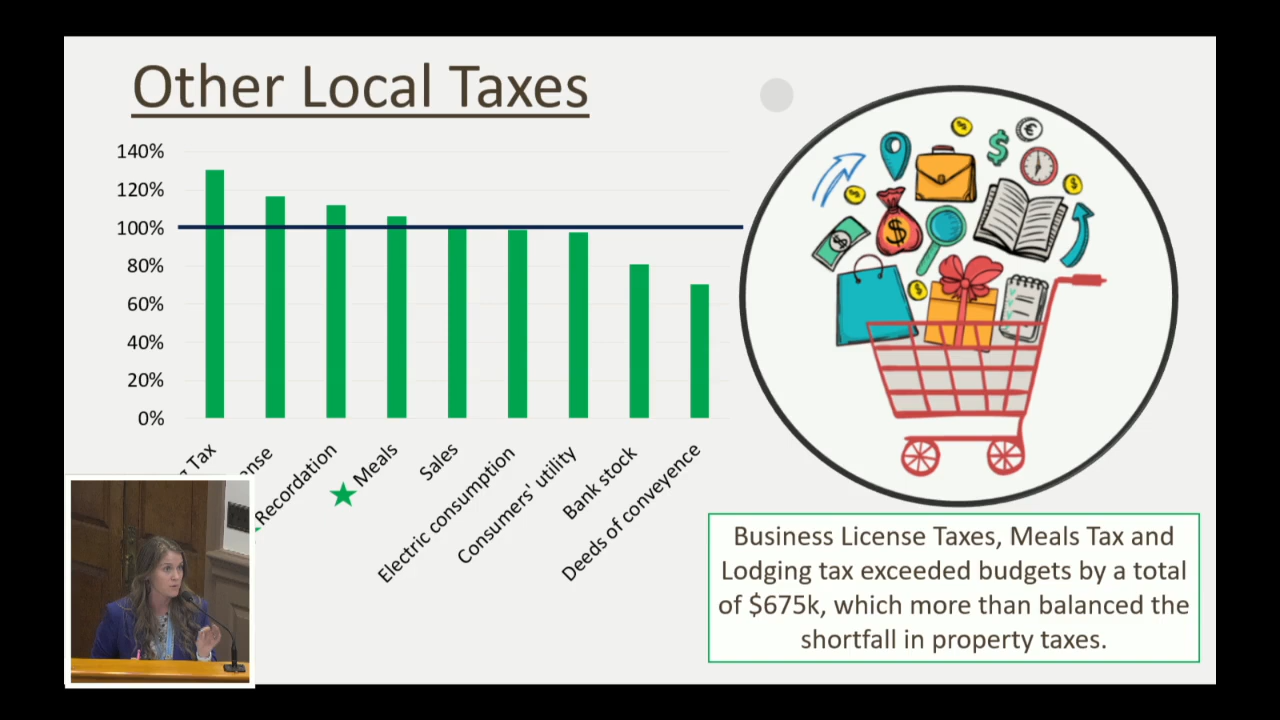 Other Local Taxes
140%
120%
100%
80%
60%
40%
20%
0%
Tax
Recordation
Meals
Sales
Electric consumption
Consumers' utility
Bank stock
Deeds of conveyence
Business License Taxes, Meals Tax and
Lodging tax exceeded budgets by a total
of $675k, which more than balanced the
shortfall in property taxes.